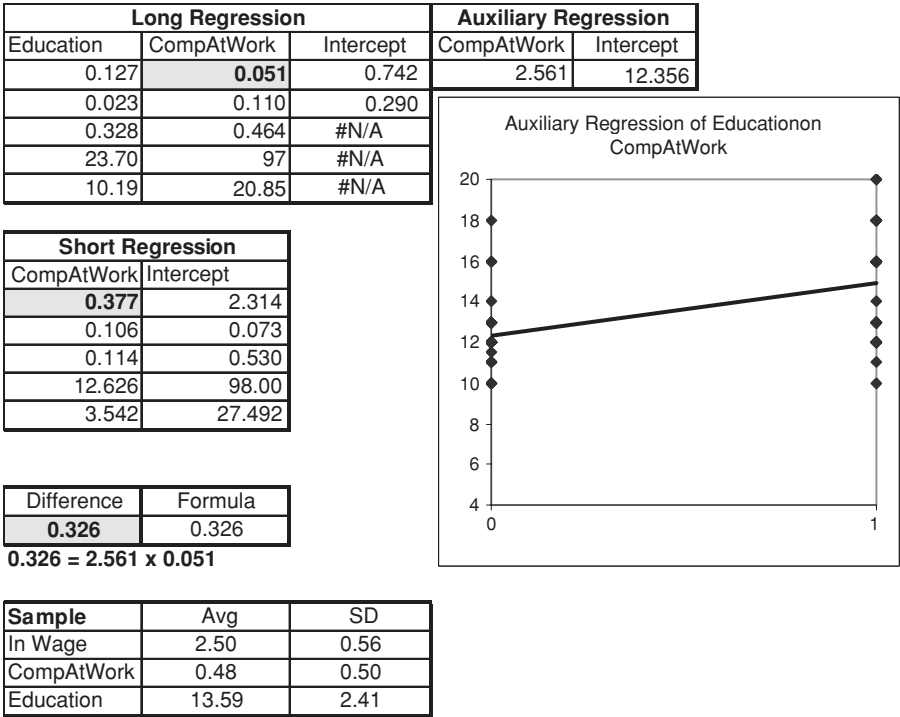 Long Regression
Education CompAtWork Intercept
0.127 0.051 0.742
0.023 0.110 0.290
0.328 0.464 #N/A
23.70 97 #N/A
10.19 20.85 #N/A
Auxiliary Regression
CompAtWork Intercept
2.561 12.356
Auxiliary Regression of Educationon
CompAtWork
20
18
16
14
12
10
8
6
4
0 1
Short Regression
CompAtWork Intercept
0.377 2.314
0.106 0.073
0.114 0.530
12.626 98.00
3.542 27.492
Difference Formula
0.326 0.326
0.326 = 2.561 x 0.051
Sample Avg SD
ln Wage 2.50 0.56
CompAtWork 0.48 0.50
Education 13.59 2.41